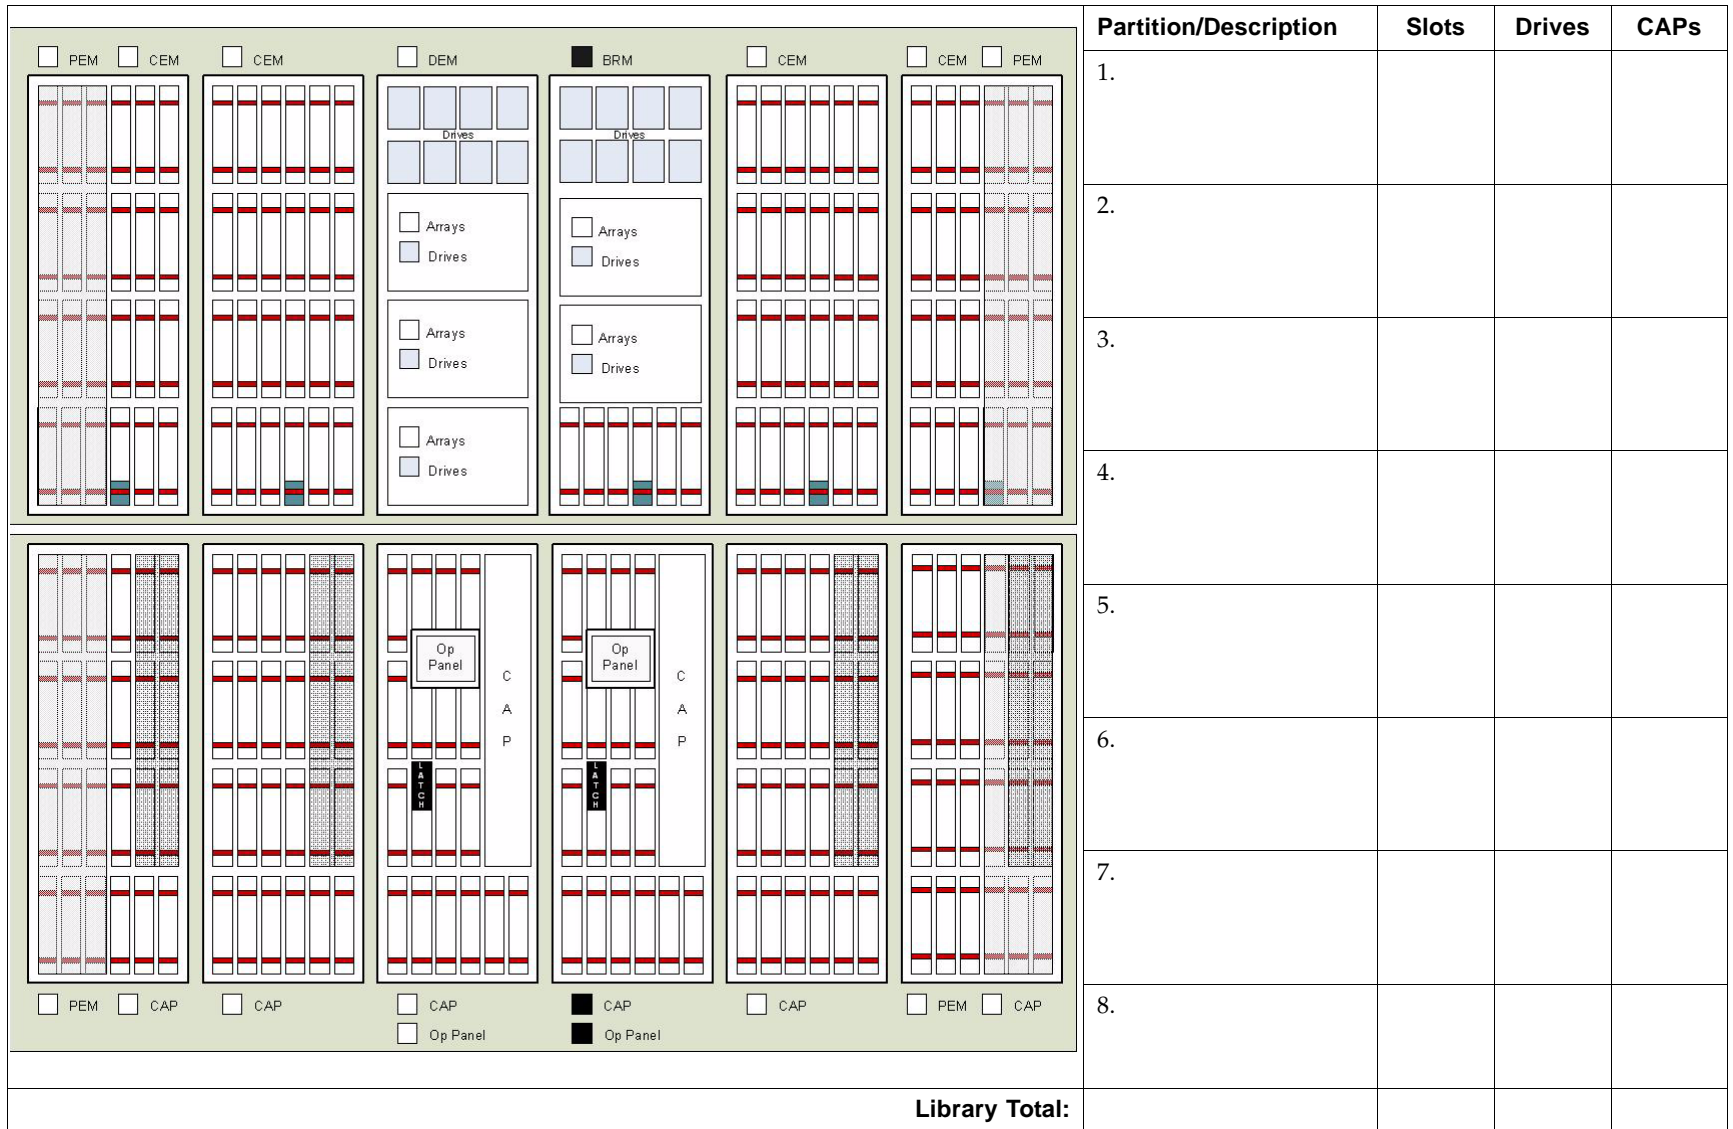 Partition/Description Slots Drives CAPs
PEM CEM CEM DEM BRM CEM CEM PEM
Drives Drives
Arrays
Drives
Arrays
Drives
Arrays
Drives
Arrays
Drives
Arrays
Drives
Op
Panel
C
A
P
LATCH
Op
Panel
C
A
P
LATCH
PEM CAP CAP CAP CAP CAP PEM CAP
Op Panel Op Panel
1.
2.
3.
4.
5.
6.
7.
8.
Library Total: